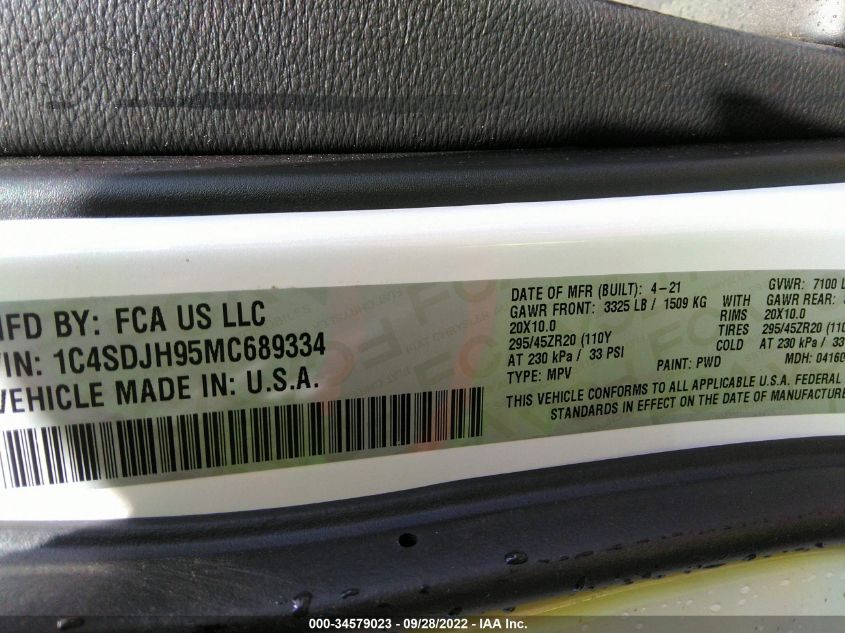 MFD BY: FCA US LLC
VIN: 1C4SDJH95MC689334
VEHICLE MADE IN: U.S.A.
DATE OF MFR (BUILT): 4-21
GVWR: 7100 L
GAWR FRONT: 3325 LB / 1509 KG WITH
GAWR REAR:
20X10.0 RIMS 20X10.0
295/45ZR20 (110Y TIRES 295/45ZR20 (110
AT 230 kPa / 33 PSI COLD AT 230 kPa / 33
TYPE: MPV PAINT: PWD MDH: 0416
THIS VEHICLE CONFORMS TO ALL APPLICABLE U.S.A. FEDERAL
STANDARDS IN EFFECT ON THE DATE OF MANUFACTURE
000-34579023 - 09/28/2022 - IAA Inc.